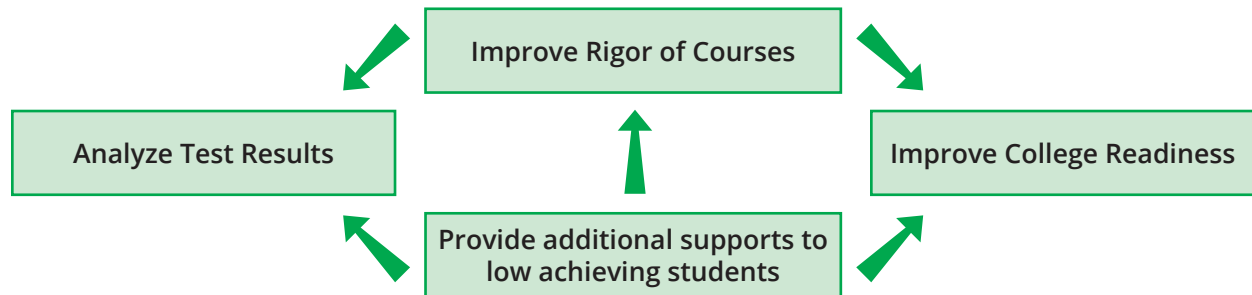 Improve Rigor of Courses
Analyze Test Results
Improve College Readiness
Provide additional supports to
low achieving students